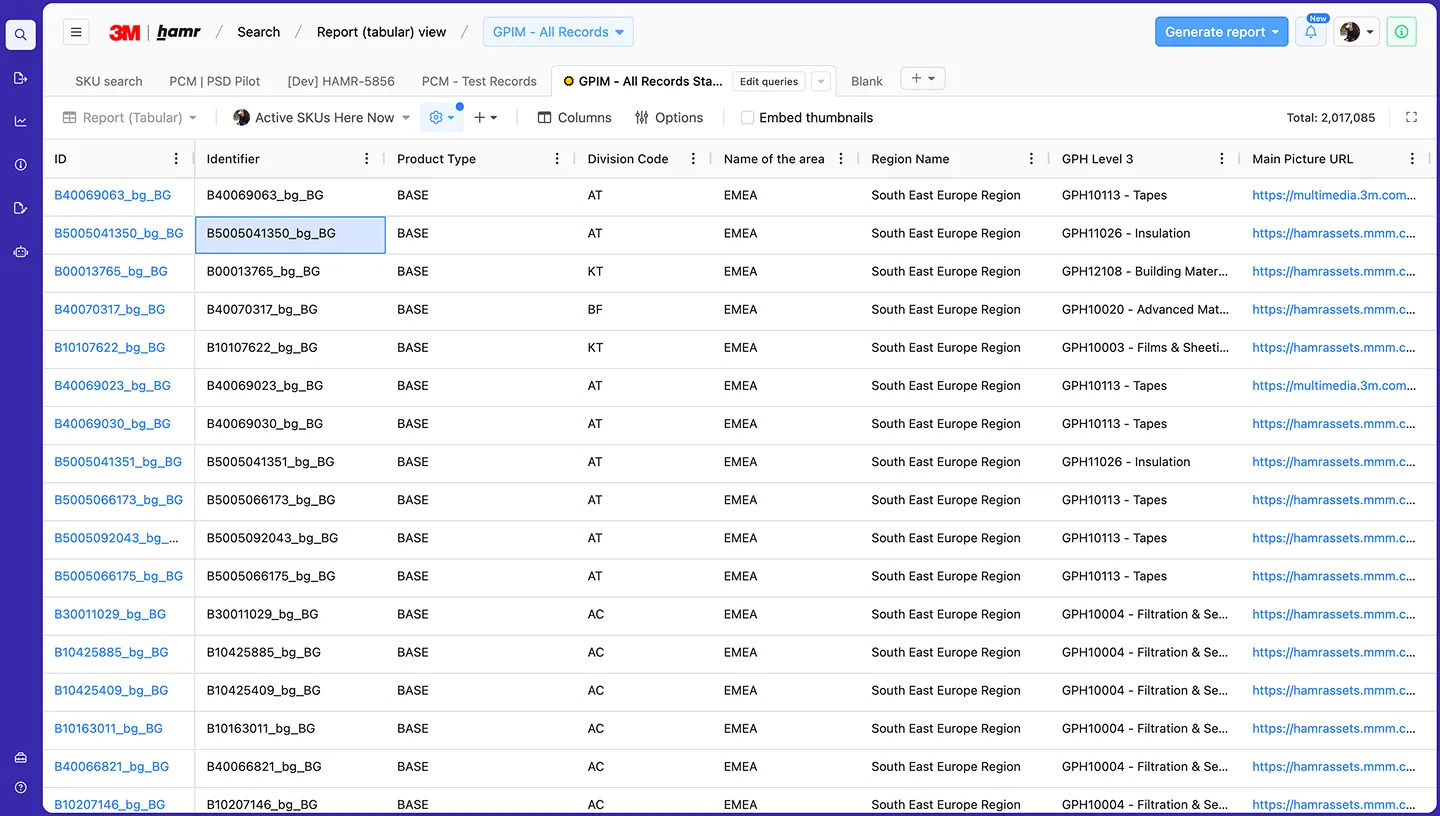 3M | hamr / Search / Report (tabular) view / GPIM - All Records Generate report New
SKU search PCM | PSD Pilot [Dev] HAMR-5856 PCM - Test Records GPIM - All Records Sta... Edit queries Blank +
Report (Tabular) Active SKUs Here Now + Columns Options Embed thumbnails Total: 2,017,085
ID Identifier Product Type Division Code Name of the area Region Name GPH Level 3 Main Picture URL
B40069063_bg_BG B40069063_bg_BG BASE AT EMEA South East Europe Region GPH10113 - Tapes https://multimedia.3m.com...
B5005041350_bg_BG B5005041350_bg_BG BASE AT EMEA South East Europe Region GPH11026 - Insulation https://hamrassets.mmm.c...
B00013765_bg_BG B00013765_bg_BG BASE KT EMEA South East Europe Region GPH12108 - Building Mater... https://hamrassets.mmm.c...
B40070317_bg_BG B40070317_bg_BG BASE BF EMEA South East Europe Region GPH10020 - Advanced Mat... https://hamrassets.mmm.c...
B10107622_bg_BG B10107622_bg_BG BASE KT EMEA South East Europe Region GPH10003 - Films & Sheeti... https://hamrassets.mmm.c...
B40069023_bg_BG B40069023_bg_BG BASE AT EMEA South East Europe Region GPH10113 - Tapes https://multimedia.3m.com...
B40069030_bg_BG B40069030_bg_BG BASE AT EMEA South East Europe Region GPH10113 - Tapes https://hamrassets.mmm.c...
B5005041351_bg_BG B5005041351_bg_BG BASE AT EMEA South East Europe Region GPH11026 - Insulation https://hamrassets.mmm.c...
B5005066173_bg_BG B5005066173_bg_BG BASE AT EMEA South East Europe Region GPH10113 - Tapes https://hamrassets.mmm.c...
B5005092043_bg_... B5005092043_bg_BG BASE AT EMEA South East Europe Region GPH10113 - Tapes https://hamrassets.mmm.c...
B5005066175_bg_BG B5005066175_bg_BG BASE AT EMEA South East Europe Region GPH10113 - Tapes https://hamrassets.mmm.c...
B30011029_bg_BG B30011029_bg_BG BASE AC EMEA South East Europe Region GPH10004 - Filtration & Se... https://hamrassets.mmm.c...
B10425885_bg_BG B10425885_bg_BG BASE AC EMEA South East Europe Region GPH10004 - Filtration & Se... https://hamrassets.mmm.c...
B10425409_bg_BG B10425409_bg_BG BASE AC EMEA South East Europe Region GPH10004 - Filtration & Se... https://hamrassets.mmm.c...
B10163011_bg_BG B10163011_bg_BG BASE AC EMEA South East Europe Region GPH10004 - Filtration & Se... https://hamrassets.mmm.c...
B40066821_bg_BG B40066821_bg_BG BASE AC EMEA South East Europe Region GPH10004 - Filtration & Se... https://hamrassets.mmm.c...
B10207146_bg_BG B10207146_bg_BG BASE AC EMEA South East Europe Region GPH10004 - Filtration & Se... https://hamrassets.mmm.c...